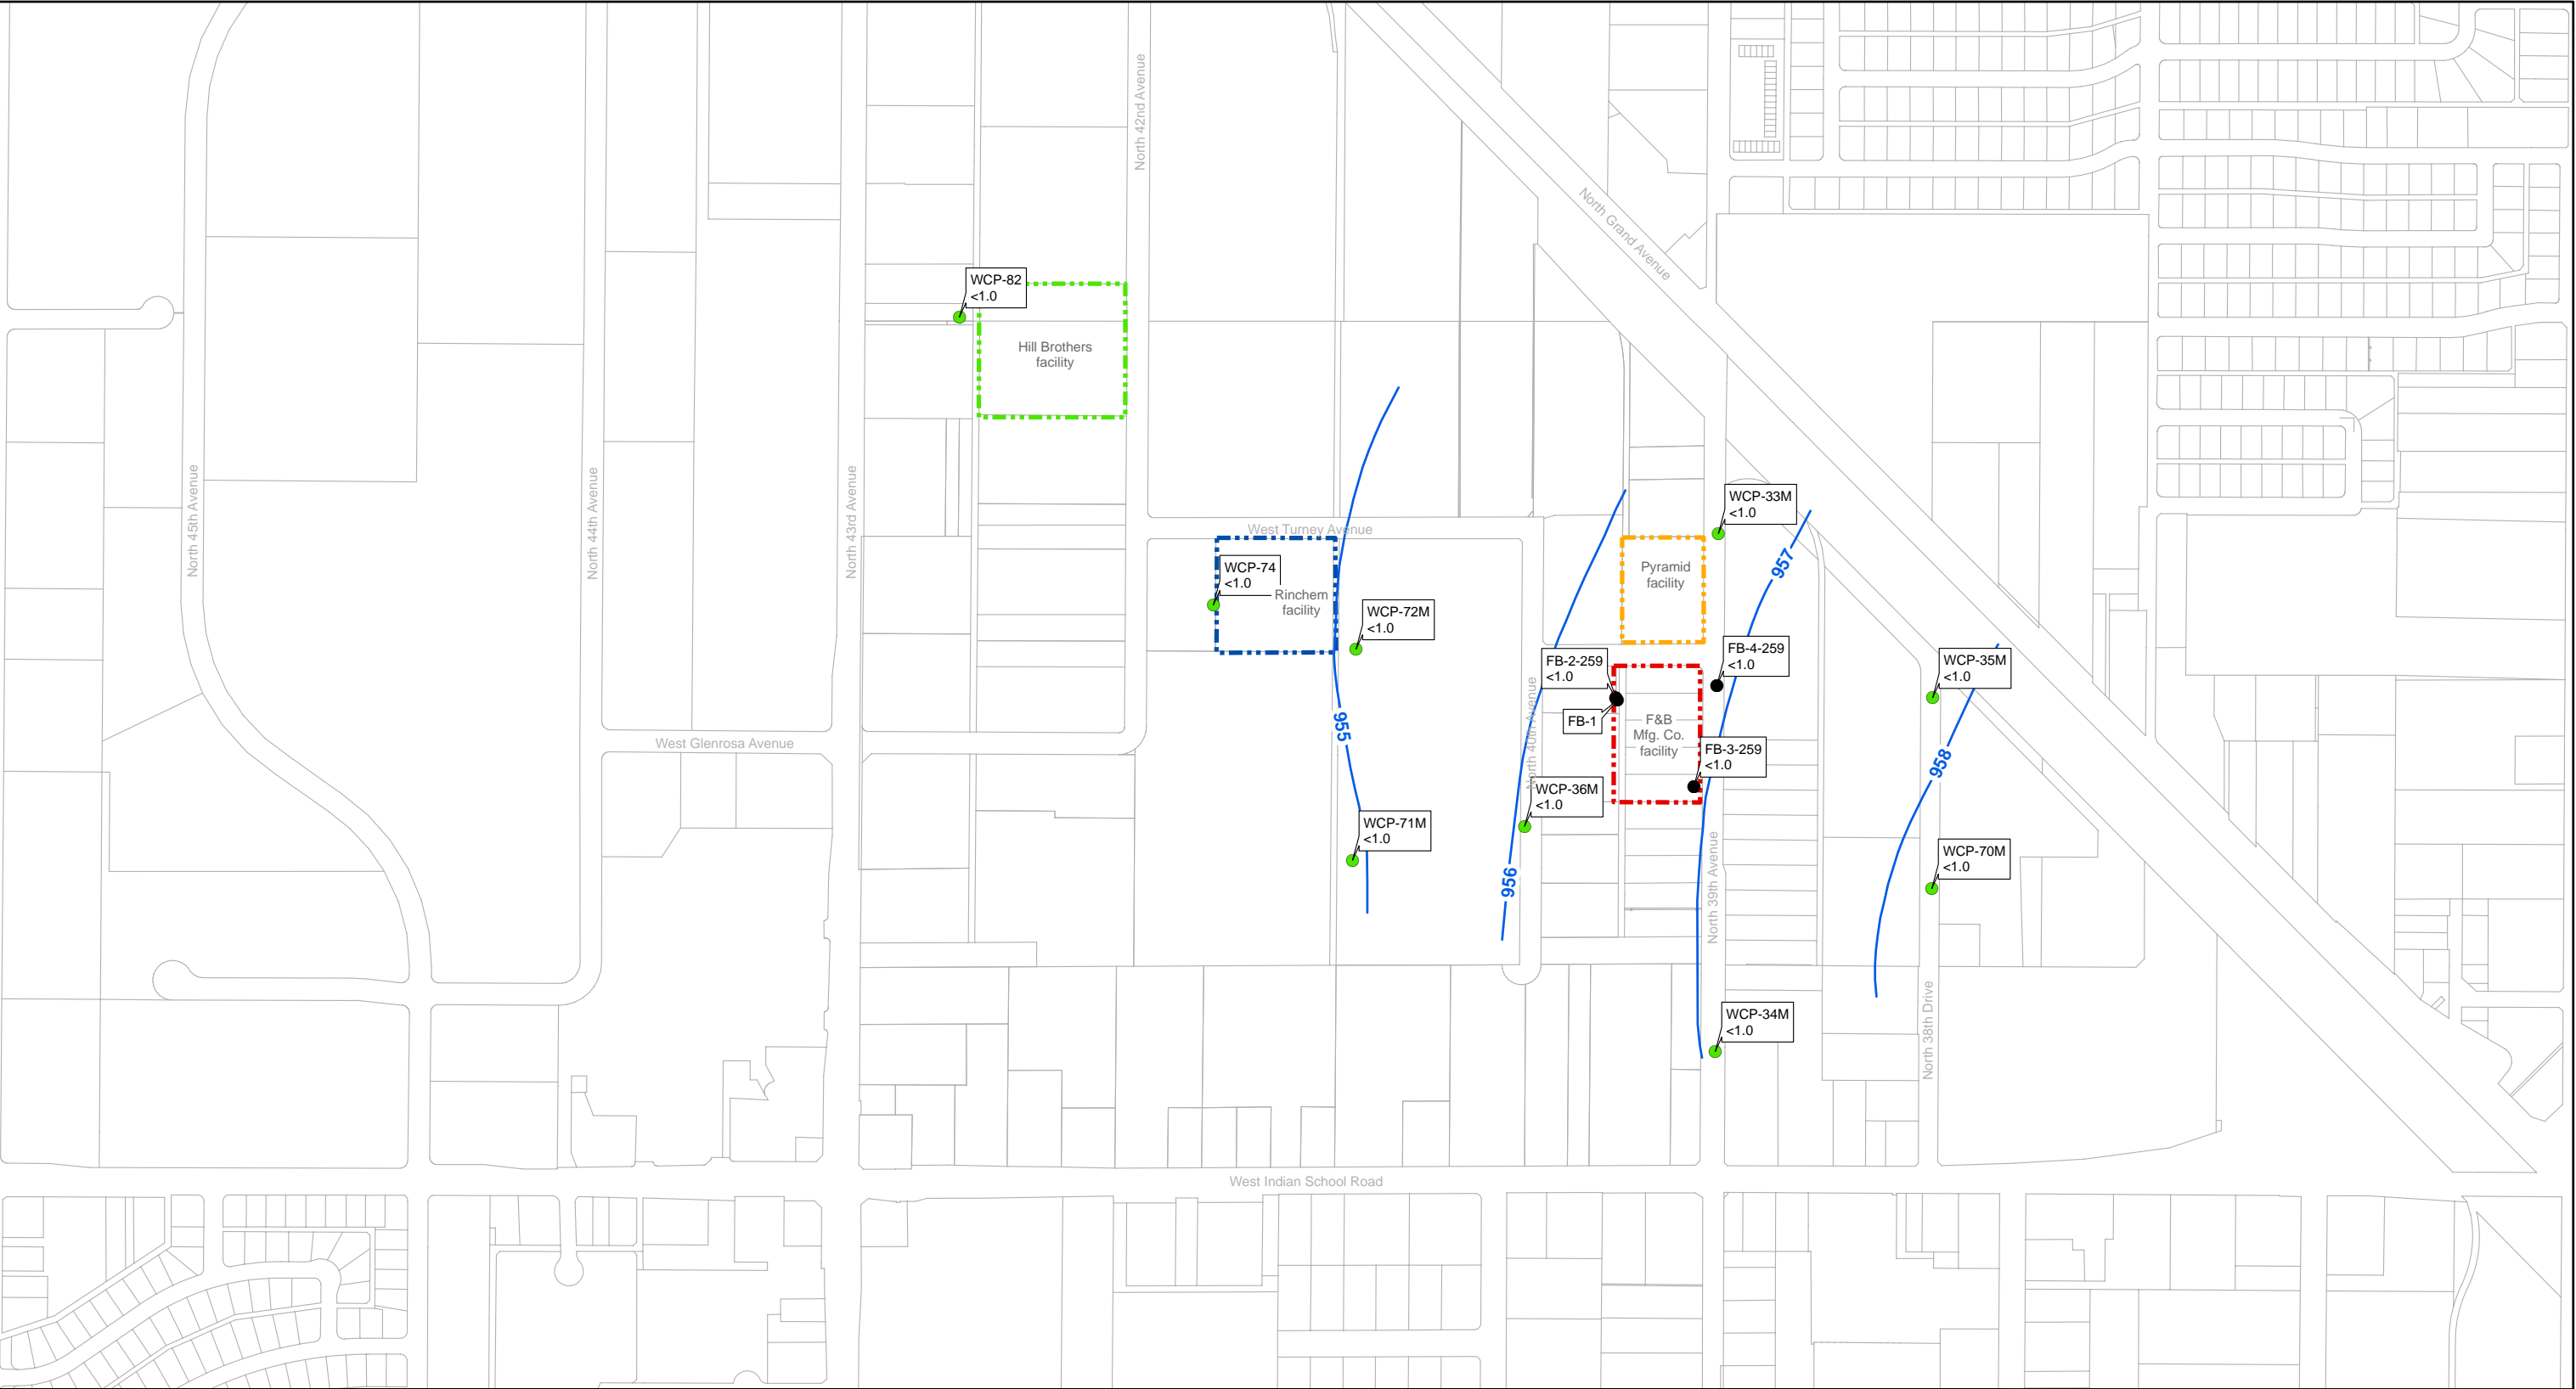 North 42nd Avenue
North Grand Avenue
WCP-82
<1.0
Hill Brothers
facility
North 45th Avenue
North 44th Avenue
North 43rd Avenue
WCP-33M
<1.0
West Turney Avenue
957
WCP-74
<1.0
Rinchem
facility
Pyramid
facility
WCP-72M
<1.0
FB-2-259
<1.0
FB-4-259
<1.0
WCP-35M
<1.0
FB-1
F&B
Mfg. Co.
facility
955
North 40th Avenue
West Glenrosa Avenue
FB-3-259
<1.0
958
WCP-36M
<1.0
WCP-71M
<1.0
WCP-70M
<1.0
956
North 39th Avenue
WCP-34M
<1.0
North 38th Drive
West Indian School Road